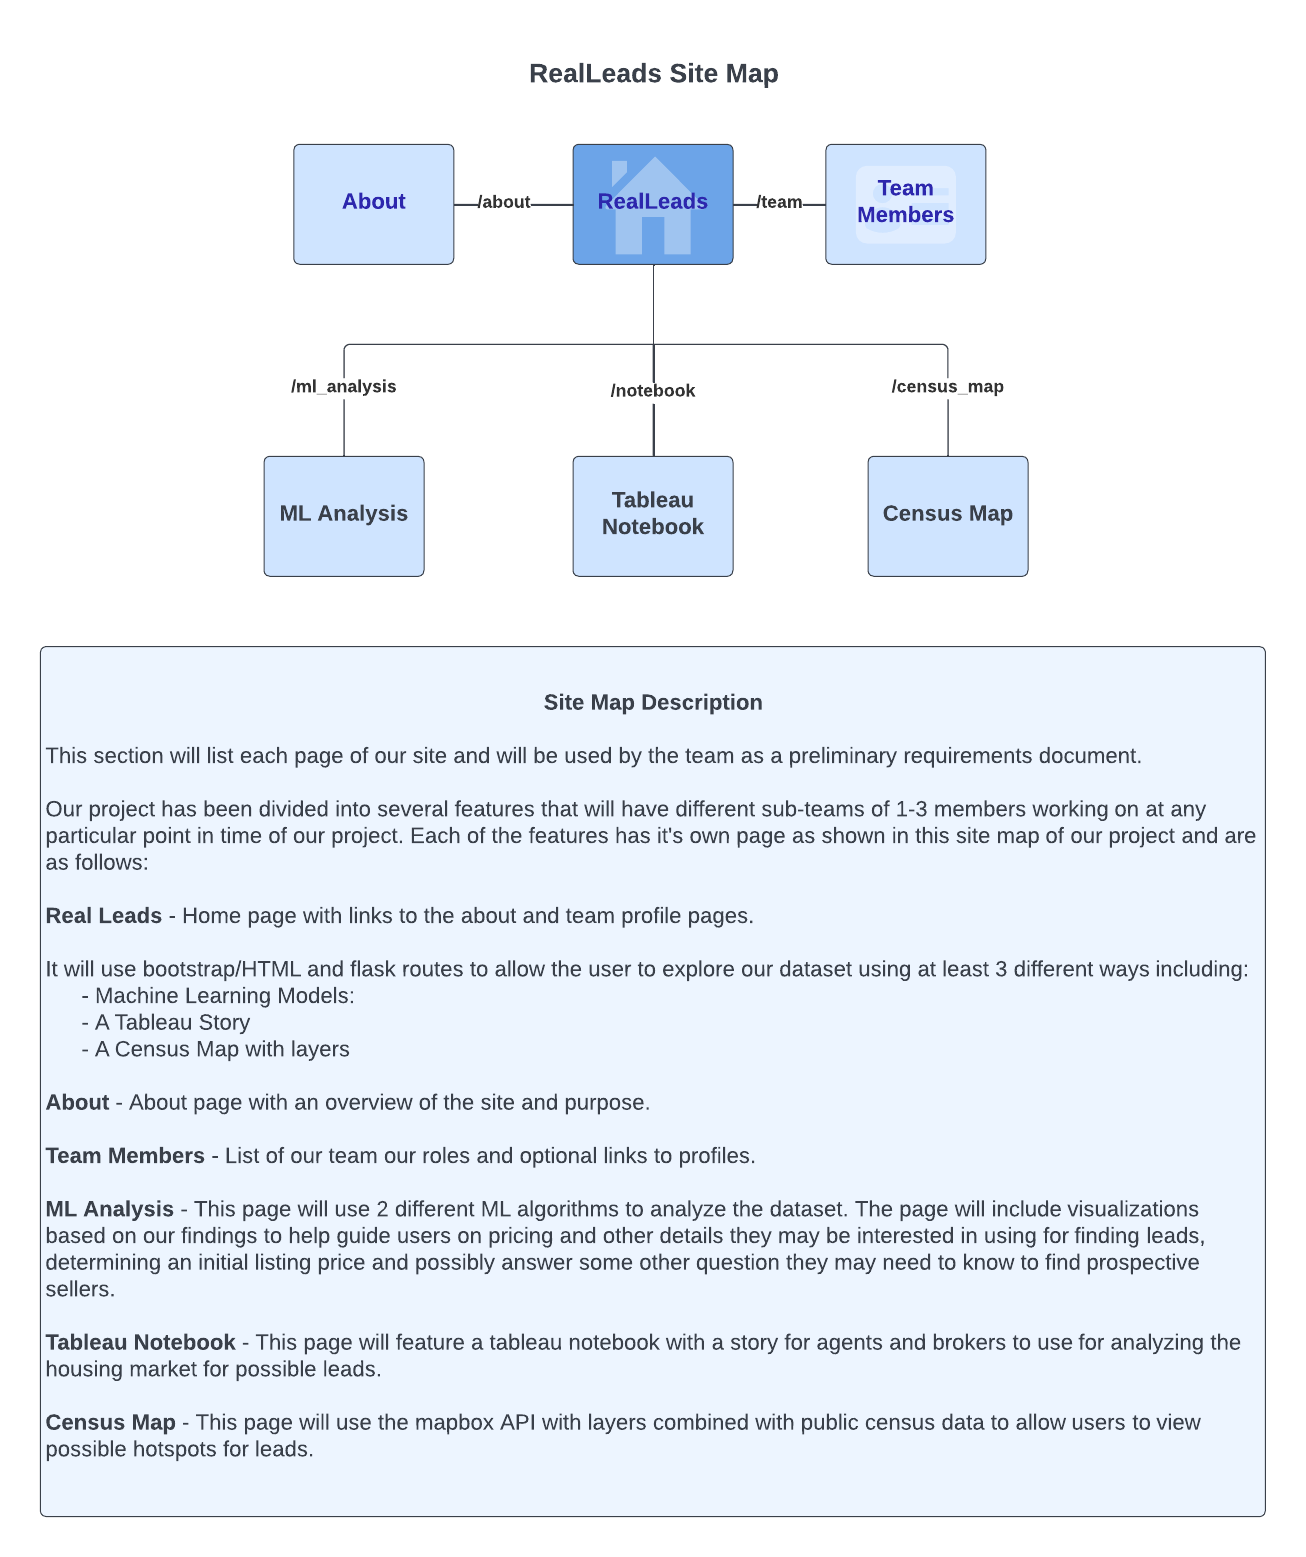 RealLeads Site Map
About
/about
RealLeads
/team
Team
Members
/ml_analysis
/notebook
/census_map
ML Analysis
Tableau
Notebook
Census Map
Site Map Description
This section will list each page of our site and will be used by the team as a preliminary requirements document.
Our project has been divided into several features that will have different sub-teams of 1-3 members working on at any
particular point in time of our project. Each of the features has it's own page as shown in this site map of our project and are
as follows:
Real Leads - Home page with links to the about and team profile pages.
It will use bootstrap/HTML and flask routes to allow the user to explore our dataset using at least 3 different ways including:
- Machine Learning Models:
- A Tableau Story
- A Census Map with layers
About - About page with an overview of the site and purpose.
Team Members - List of our team our roles and optional links to profiles.
ML Analysis - This page will use 2 different ML algorithms to analyze the dataset. The page will include visualizations
based on our findings to help guide users on pricing and other details they may be interested in using for finding leads,
determining an initial listing price and possibly answer some other question they may need to know to find prospective
sellers.
Tableau Notebook - This page will feature a tableau notebook with a story for agents and brokers to use for analyzing the
housing market for possible leads.
Census Map - This page will use the mapbox API with layers combined with public census data to allow users to view
possible hotspots for leads.